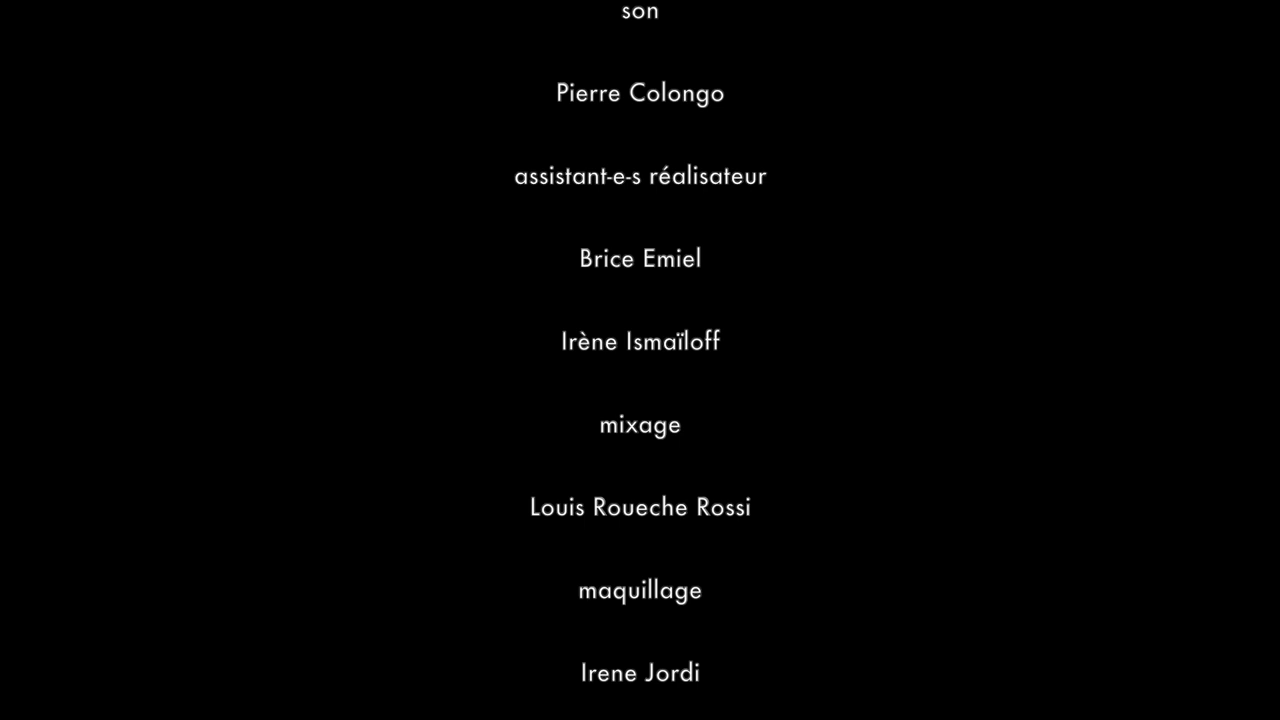 son
Pierre Colongo
assistant-e-s réalisateur
Brice Emiel
Irène Ismaïloff
mixage
Louis Roueche Rossi
maquillage
Irene Jordi